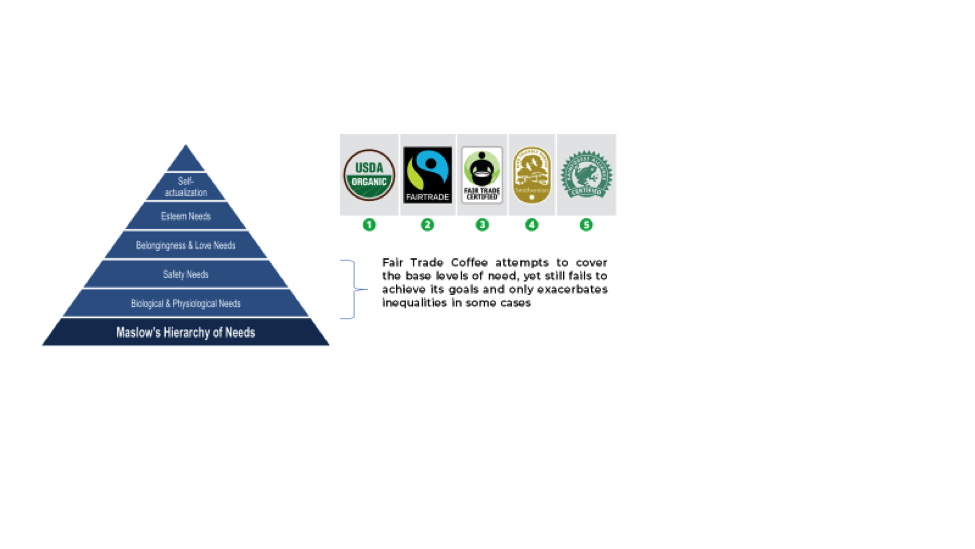 Self-
actualization
Esteem Needs
Belongingness & Love Needs
Safety Needs
Biological & Physiological Needs
Maslow's Hierarchy of Needs
USDA
ORGANIC
FAIRTRADE
FAIR TRADE
CERTIFIED
Smithsonian
CERTIFIED
1
2
3
4
5
Fair Trade Coffee attempts to cover
the base levels of need, yet still fails to
achieve its goals and only exacerbates
inequalities in some cases